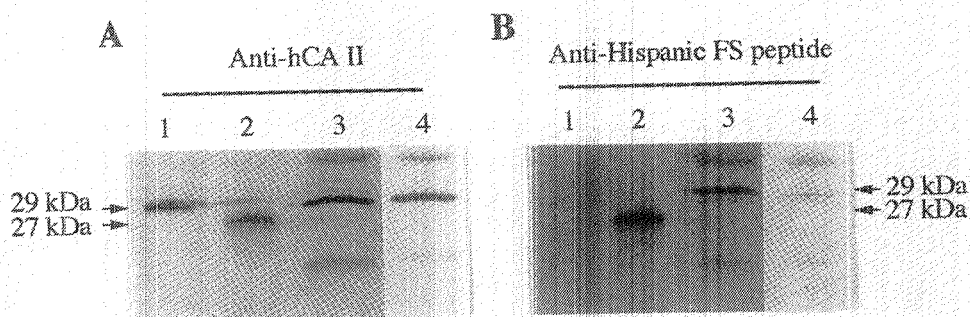 A
Anti-hCA II
1 2 3 4
29 kDa
27 kDa
B
Anti-Hispanic FS peptide
1 2 3 4
29 kDa
27 kDa